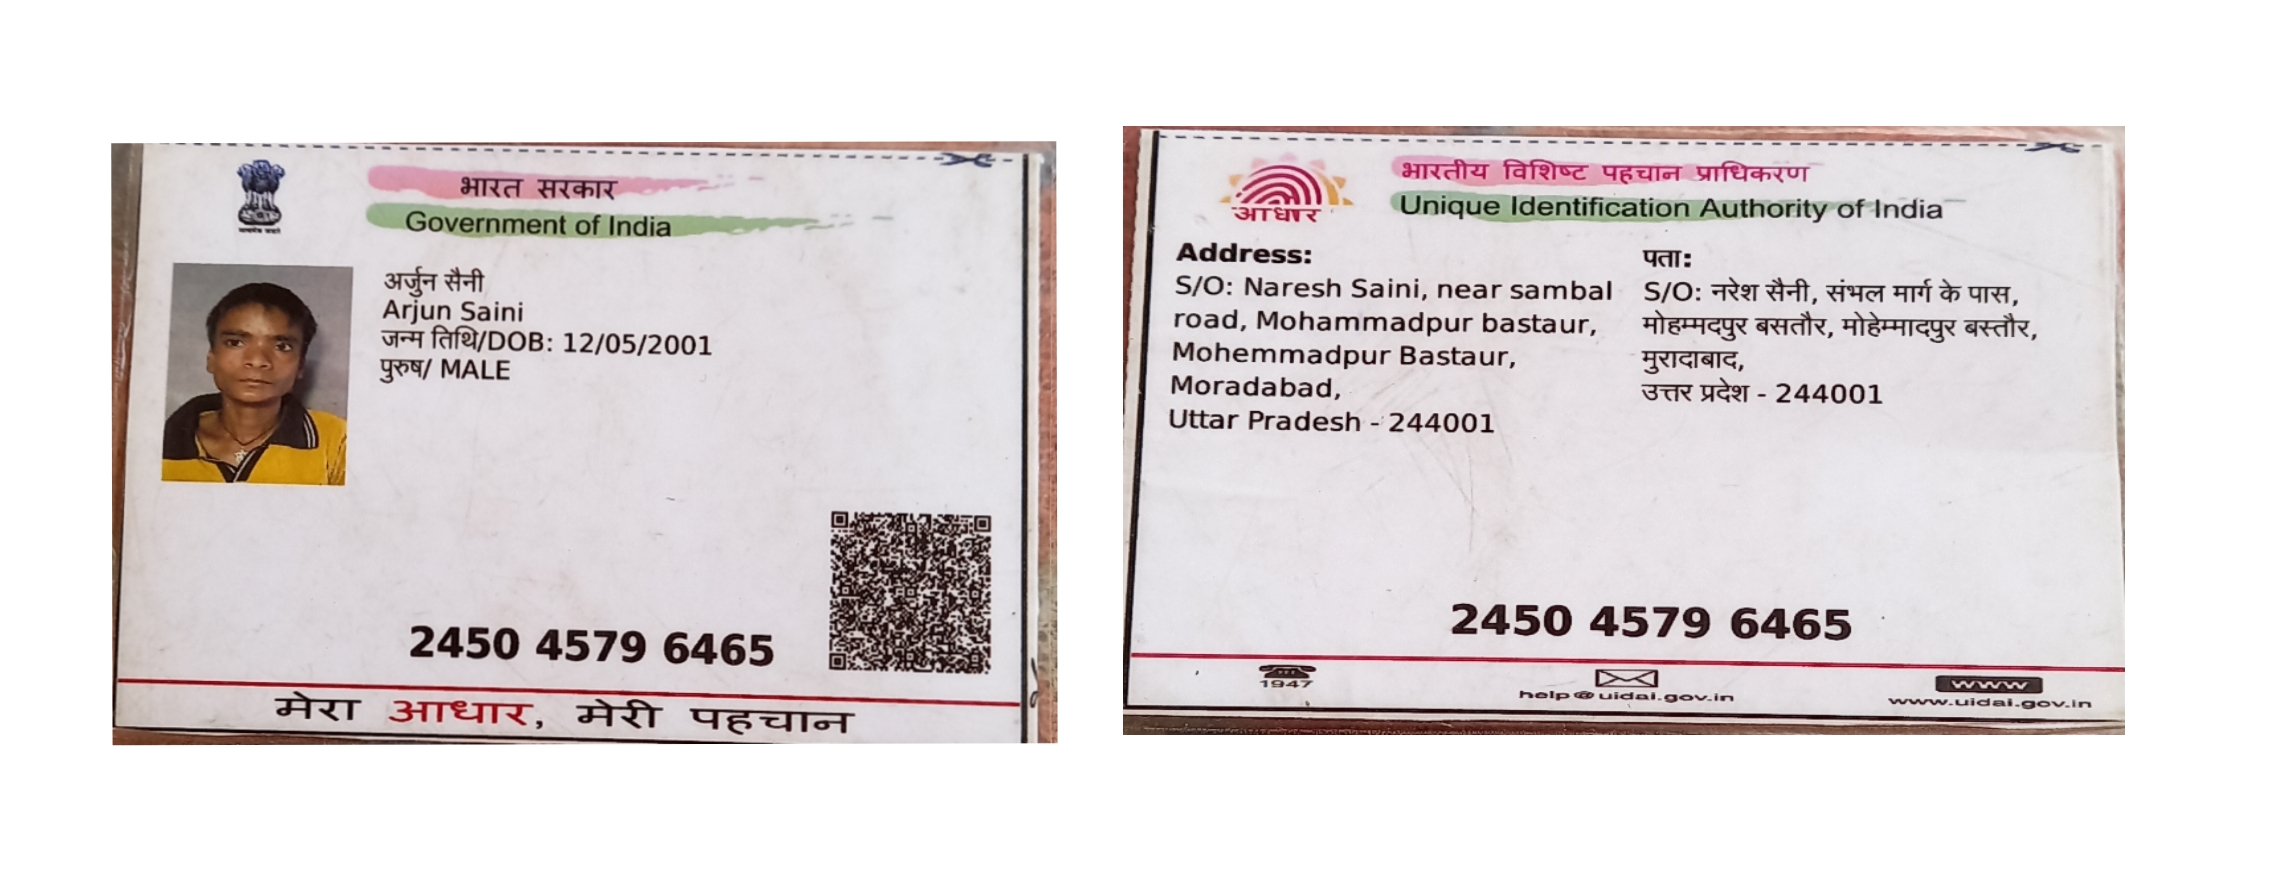 भारत सरकार
Government of India
अर्जुन सैनी
Arjun Saini
जन्म तिथि/DOB: 12/05/2001
पुरुष/ MALE
2450 4579 6465
मेरा आधार, मेरी पहचान
भारतीय विशिष्ट पहचान प्राधिकरण
Unique Identification Authority of India
आधार
Address:
S/O: Naresh Saini, near sambal
road, Mohammadpur bastaur,
Mohemmadpur Bastaur,
Moradabad,
Uttar Pradesh - 244001
पता:
S/O: नरेश सैनी, संभल मार्ग के पास,
मोहम्मदपुर बसतौर, मोहेम्मादपुर बस्तौर,
मुरादाबाद,
उत्तर प्रदेश - 244001
2450 4579 6465
1947
help@uidai.gov.in
www
www.uidai.gov.in